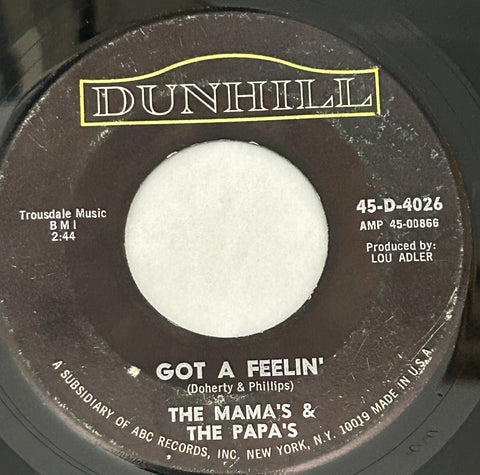 DUNHILL
Trousdale Music
B M I
2:44
45-D-4026
AMP 45-00866
Produced by:
LOU ADLER
GOT A FEELIN'
(Doherty & Phillips)
THE MAMA'S &
THE PAPA'S
A SUBSIDIARY OF ABC RECORDS, INC. NEW YORK, N.Y. 10019 MADE IN U.S.A.